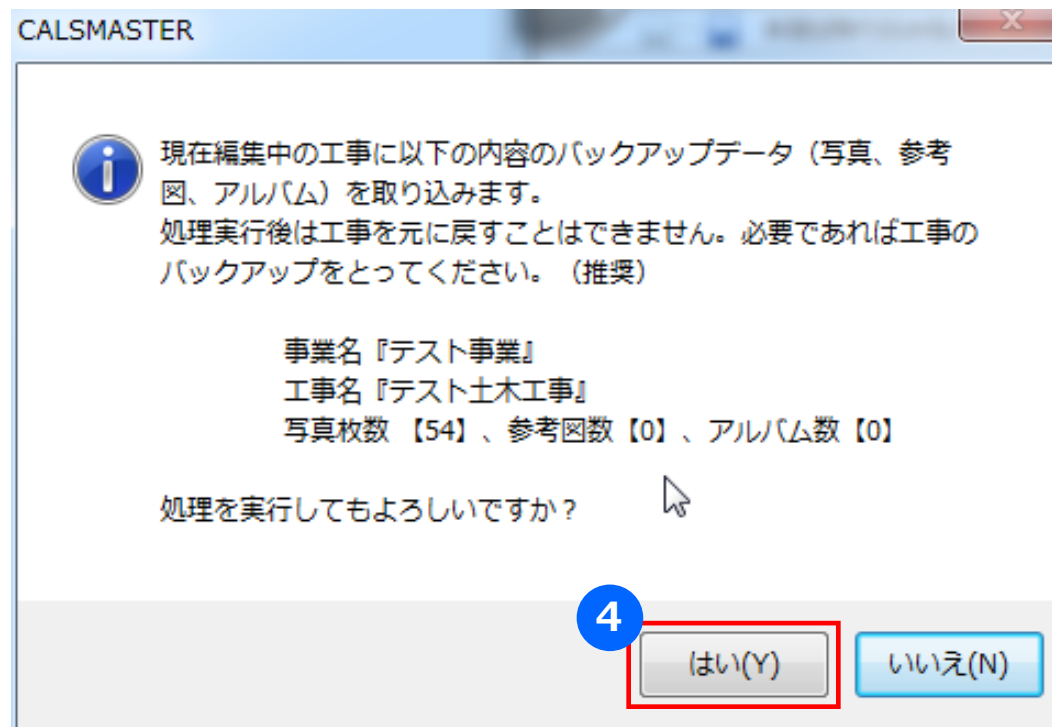 CALSMASTER
現在編集中の工事に以下の内容のバックアップデータ（写真、参考
図、アルバム）を取り込みます。
処理実行後は工事を元に戻すことはできません。必要であれば工事の
バックアップをとってください。（推奨）
事業名『テスト事業』
工事名『テスト土木工事』
写真枚数 【54】、参考図数【0】、アルバム数【0】
処理を実行してもよろしいですか？
4
はい(Y) いいえ(N)